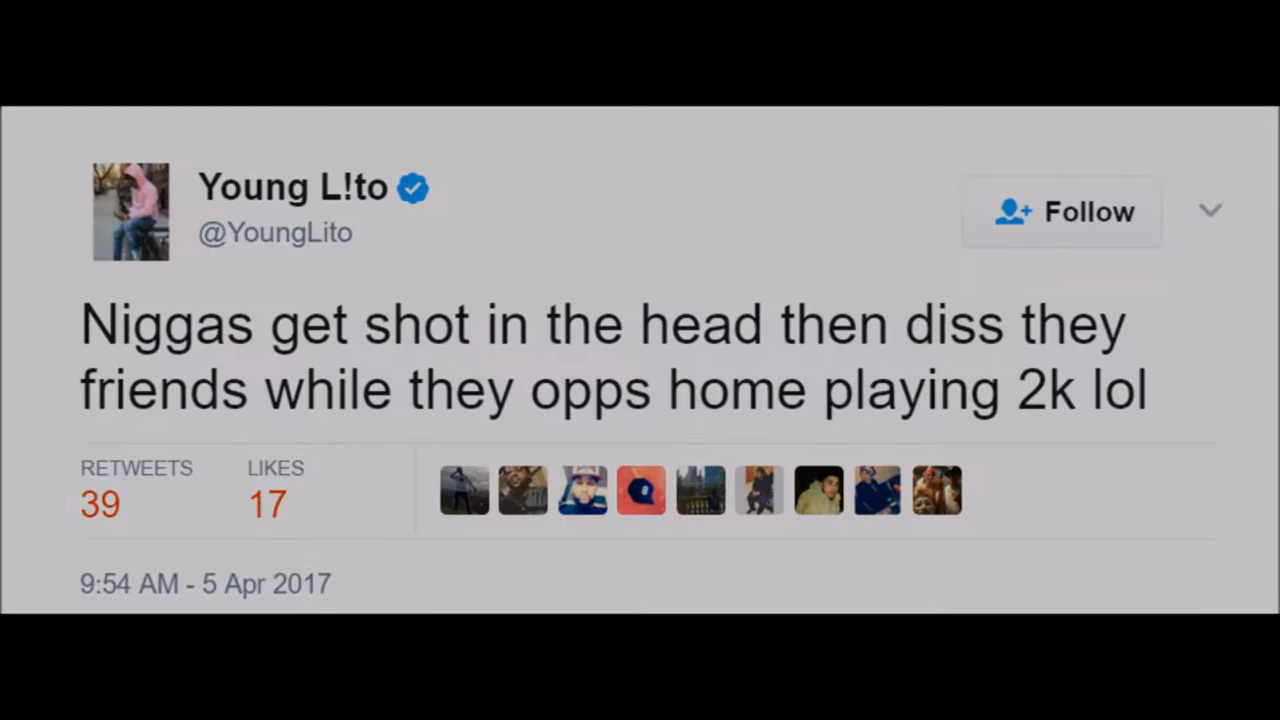 Young L!to
@YoungLito
Follow
Niggas get shot in the head then diss they
friends while they opps home playing 2k lol
RETWEETS
LIKES
39
17
9:54 AM - 5 Apr 2017